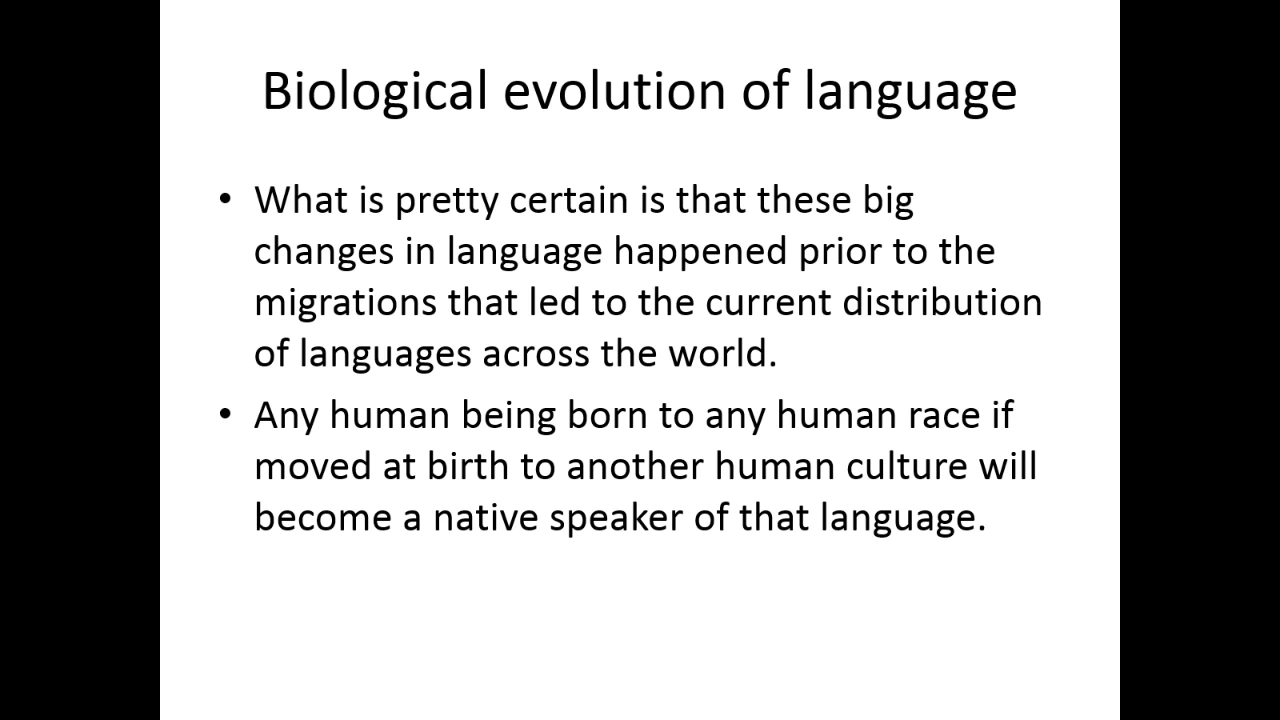 Biological evolution of language
• What is pretty certain is that these big
changes in language happened prior to the
migrations that led to the current distribution
of languages across the world.
• Any human being born to any human race if
moved at birth to another human culture will
become a native speaker of that language.